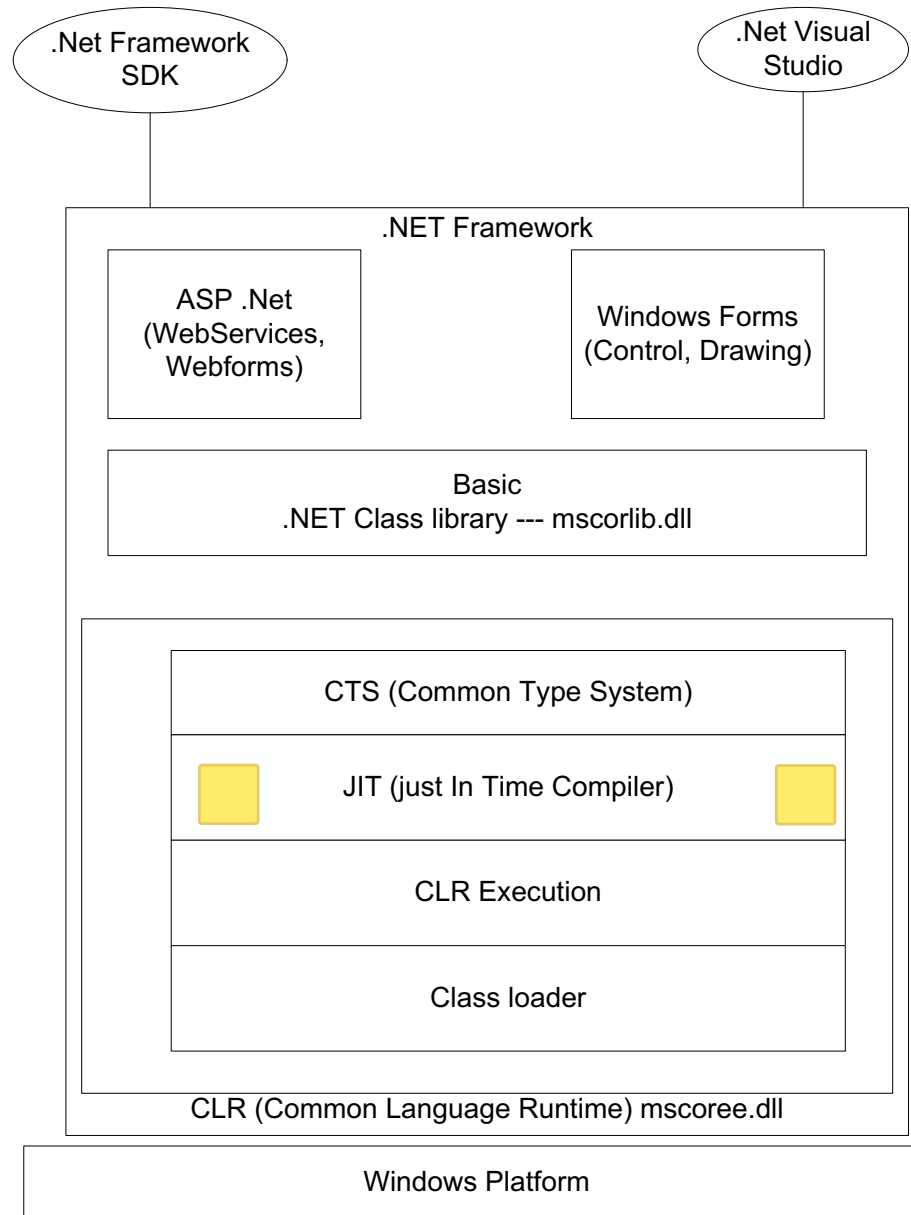 .Net Framework
SDK
.Net Visual
Studio
.NET Framework
ASP .Net
(WebServices,
Webforms)
Windows Forms
(Control, Drawing)
Basic
.NET Class library --- mscorlib.dll
CTS (Common Type System)
JIT (just In Time Compiler)
CLR Execution
Class loader
CLR (Common Language Runtime) mscoree.dll
Windows Platform